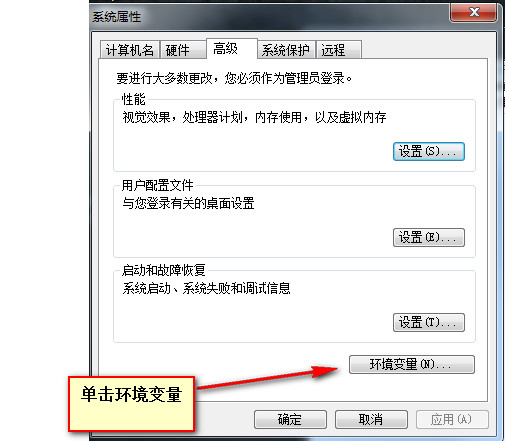 系统属性
计算机名 硬件 高级 系统保护 远程
要进行大多数更改，您必须作为管理员登录。
性能
视觉效果，处理器计划，内存使用，以及虚拟内存
设置(S)...
用户配置文件
与您登录有关的桌面设置
设置(E)...
启动和故障恢复
系统启动、系统失败和调试信息
设置(T)...
环境变量(N)...
单击环境变量
确定 取消 应用(A)